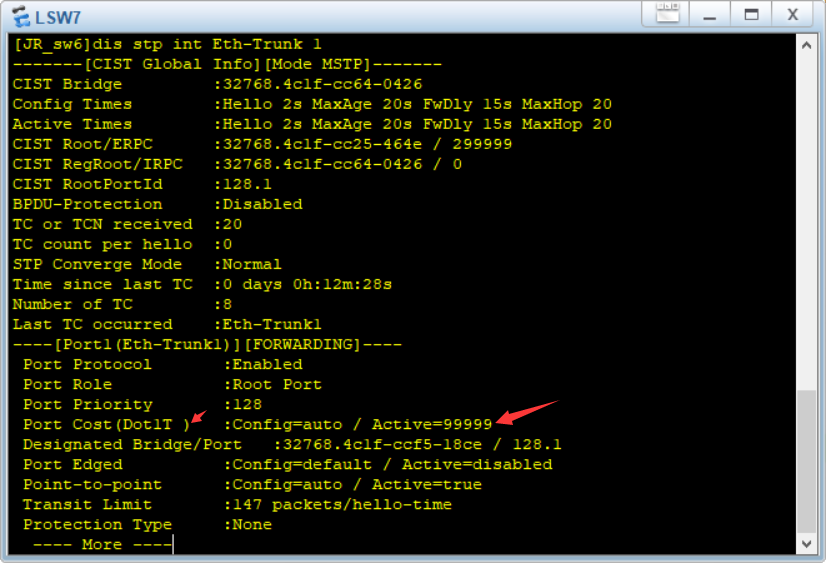 LSW7
[JR_sw6]dis stp int Eth-Trunk 1
-------[CIST Global Info][Mode MSTP]-------
CIST Bridge         :32768.4c1f-cc64-0426
Config Times        :Hello 2s MaxAge 20s FwDly 15s MaxHop 20
Active Times        :Hello 2s MaxAge 20s FwDly 15s MaxHop 20
CIST Root/ERPC      :32768.4c1f-cc25-464e / 299999
CIST RegRoot/IRPC   :32768.4c1f-cc64-0426 / 0
CIST RootPortId     :128.1
BPDU-Protection     :Disabled
TC or TCN received  :20
TC count per hello  :0
STP Converge Mode   :Normal
Time since last TC  :0 days 0h:12m:28s
Number of TC        :8
Last TC occurred    :Eth-Trunk1
----[Port1(Eth-Trunk1)][FORWARDING]----
 Port Protocol       :Enabled
 Port Role           :Root Port
 Port Priority       :128
 Port Cost(Dot1T )   :Config=auto / Active=99999
 Designated Bridge/Port   :32768.4c1f-ccf5-18ce / 128.1
 Port Edged          :Config=default / Active=disabled
 Point-to-point      :Config=auto / Active=true
 Transit Limit       :147 packets/hello-time
 Protection Type     :None
  ---- More ----